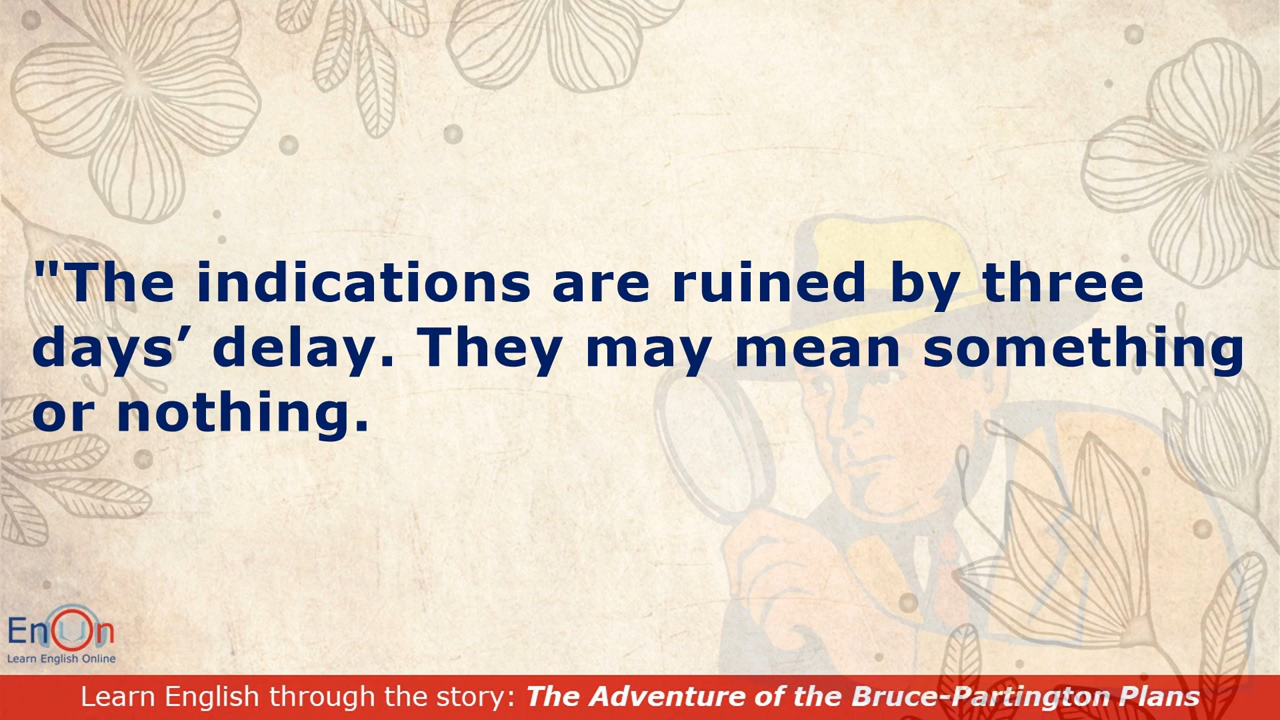 "The indications are ruined by three
days’ delay. They may mean something
or nothing.
EnOn
Learn English Online
Learn English through the story: The Adventure of the Bruce-Partington Plans